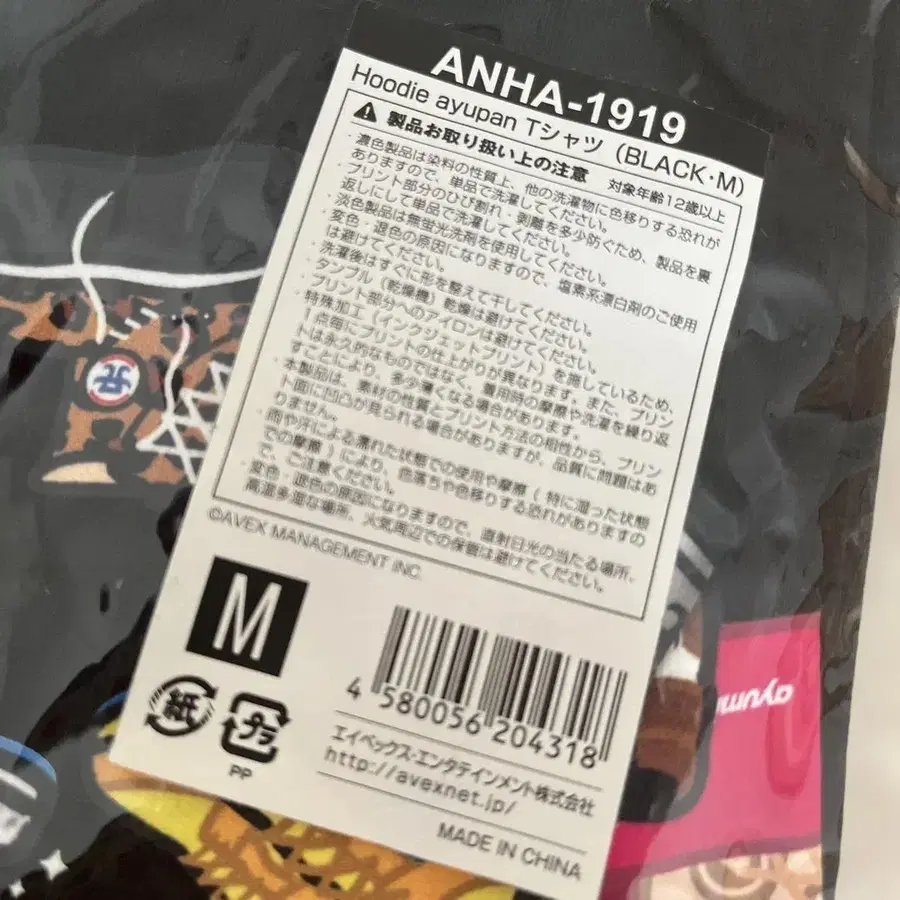 ANHA-1919
Hoodie ayupan Tシャツ (BLACK・M)
製品お取り扱い上の注意 対象年齢12歳以上
・濃色製品は染料の性質上、他の洗濯物に色移りする恐れが
ありますので、単品で洗濯してください。
・プリント部分のひび割れ・剥離を多少防ぐため、製品を裏
返しにして単品で洗濯してください。
・淡色製品は無蛍光洗剤を使用してください。
・変色・退色の原因になりますので、塩素系漂白剤のご使用
は避けてください。
・洗濯後はすぐに形を整えて干してください。
・タンブル(乾燥機)乾燥は避けてください。
・プリント部分へのアイロンは避けてください。
・特殊加工(インクジェットプリント)を施しているため、
1点毎にプリントの仕上がりが異なります。また、プリン
トは永久的なものではなく、着用時の摩擦や洗濯を繰り返
すことにより、多少薄くなる場合があります。
・本製品は、素材の性質とプリント方法の相性から、プリン
ト面に凹凸が見られる場合がありますが、品質に問題はあ
りません。
・雨や汗による濡れた状態での使用や摩擦(特に湿った状態
での摩擦)により、色落ちや色移りする恐れがありますの
で、ご注意ください。
・変色・退色の原因になりますので、直射日光の当たる場所、
高温多湿な場所、火気周辺での保管は避けてください。
©AVEX MANAGEMENT INC.
M
紙
プラ
PP
4 580056 204318
エイベックス・エンタテインメント株式会社
http://avexnet.jp/
MADE IN CHINA